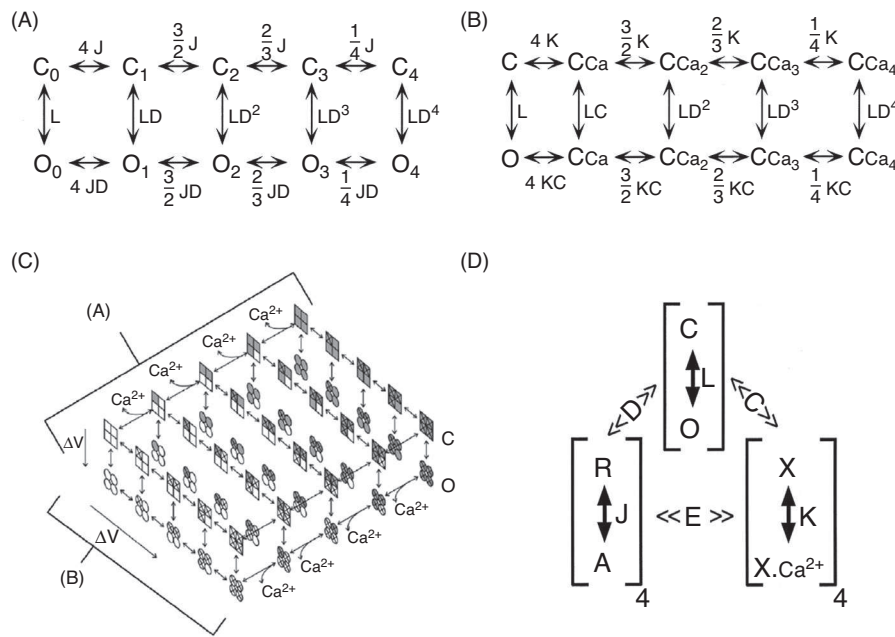 (A)
4 J 3/2 J 2/3 J 1/4 J
C₀ C₁ C₂ C₃ C₄
L LD LD² LD³ LD⁴
O₀ O₁ O₂ O₃ O₄
4 JD 3/2 JD 2/3 JD 1/4 JD
(B)
4 K 3/2 K 2/3 K 1/4 K
C CCa CCa₂ CCa₃ CCa₄
L LC LD² LD³ LD⁴
O CCa CCa₂ CCa₃ CCa₄
4 KC 3/2 KC 2/3 KC 1/4 KC
(C)
(A)
Ca²⁺
Ca²⁺
Ca²⁺
Ca²⁺
Ca²⁺
ΔV
C
O
ΔV
(B)
Ca²⁺
Ca²⁺
Ca²⁺
Ca²⁺
(D)
C
L
O
<<D>>
<<C>>
R
J
A
4
<<E>>
X
K
X.Ca²⁺
4